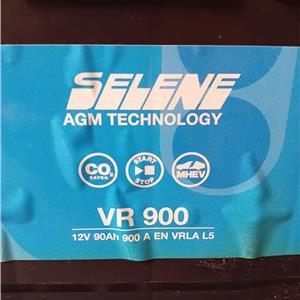 SELENE
AGM TECHNOLOGY
CO2 SAVER
START STOP
MHEV
VR 900
12V 90Ah 900 A EN VRLA L5